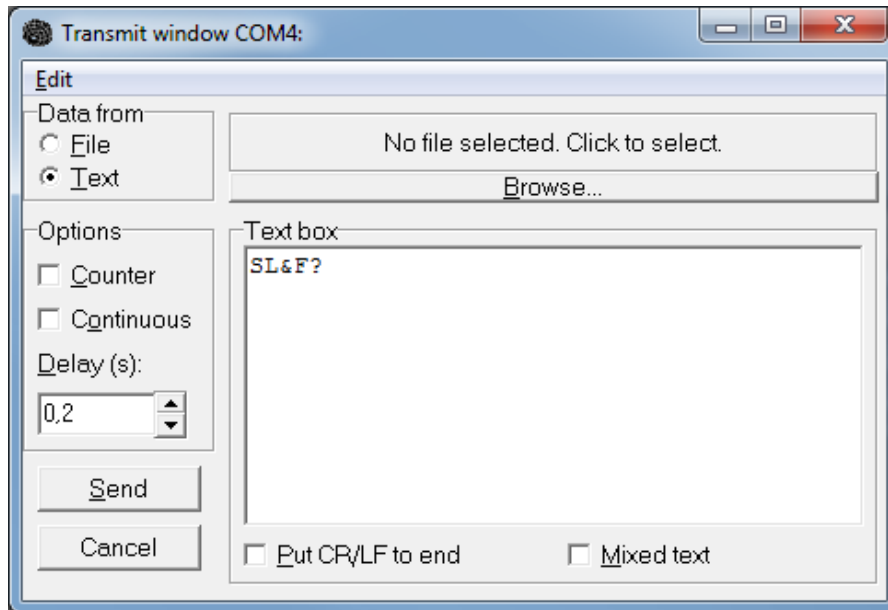 Transmit window COM4:
Edit
Data from
File
Text
No file selected. Click to select.
Browse...
Options
Counter
Continuous
Delay (s):
0,2
Send
Cancel
Text box
SL&F?
Put CR/LF to end
Mixed text